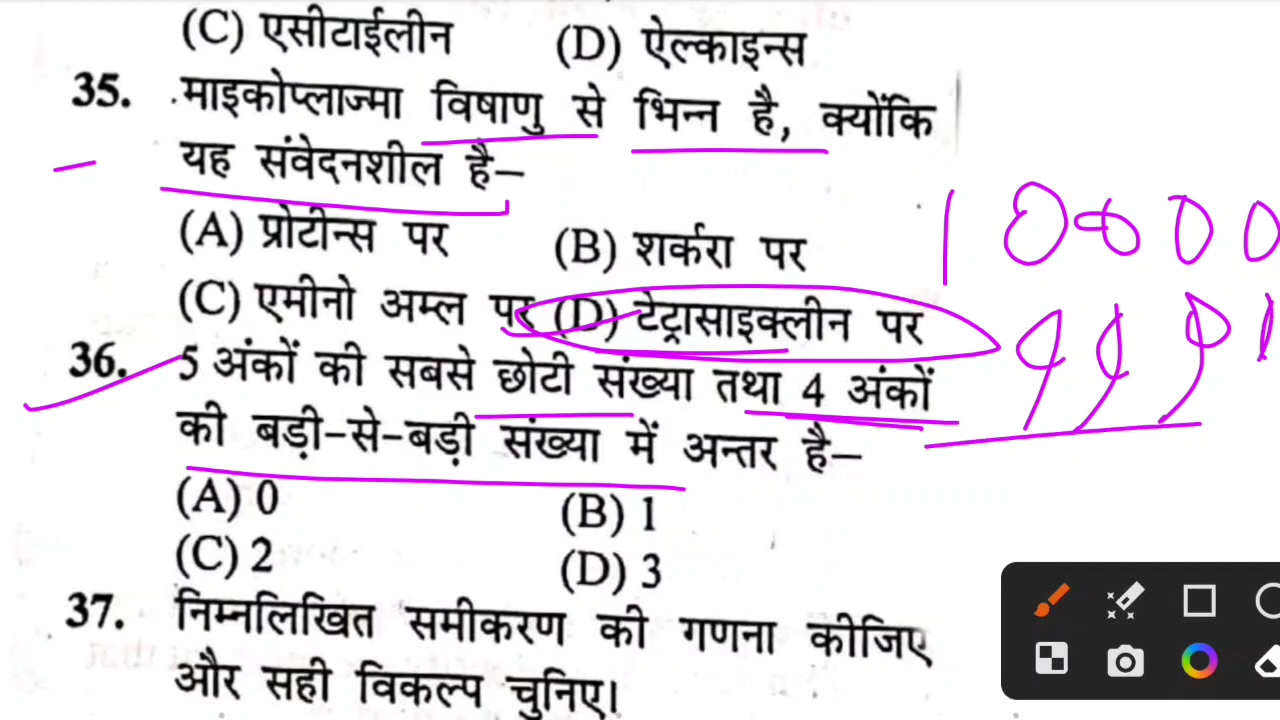 (C) एसीटाईलीन (D) ऐल्काइन्स
35. माइकोप्लाज्मा विषाणु से भिन्न है, क्योंकि
यह संवेदनशील है–
(A) प्रोटीन्स पर (B) शर्करा पर
(C) एमीनो अम्ल पर (D) टेट्रासाइक्लीन पर
36. 5 अंकों की सबसे छोटी संख्या तथा 4 अंकों
की बड़ी-से-बड़ी संख्या में अन्तर है–
(A) 0 (B) 1
(C) 2 (D) 3
37. निम्नलिखित समीकरण की गणना कीजिए
और सही विकल्प चुनिए।
10000
999